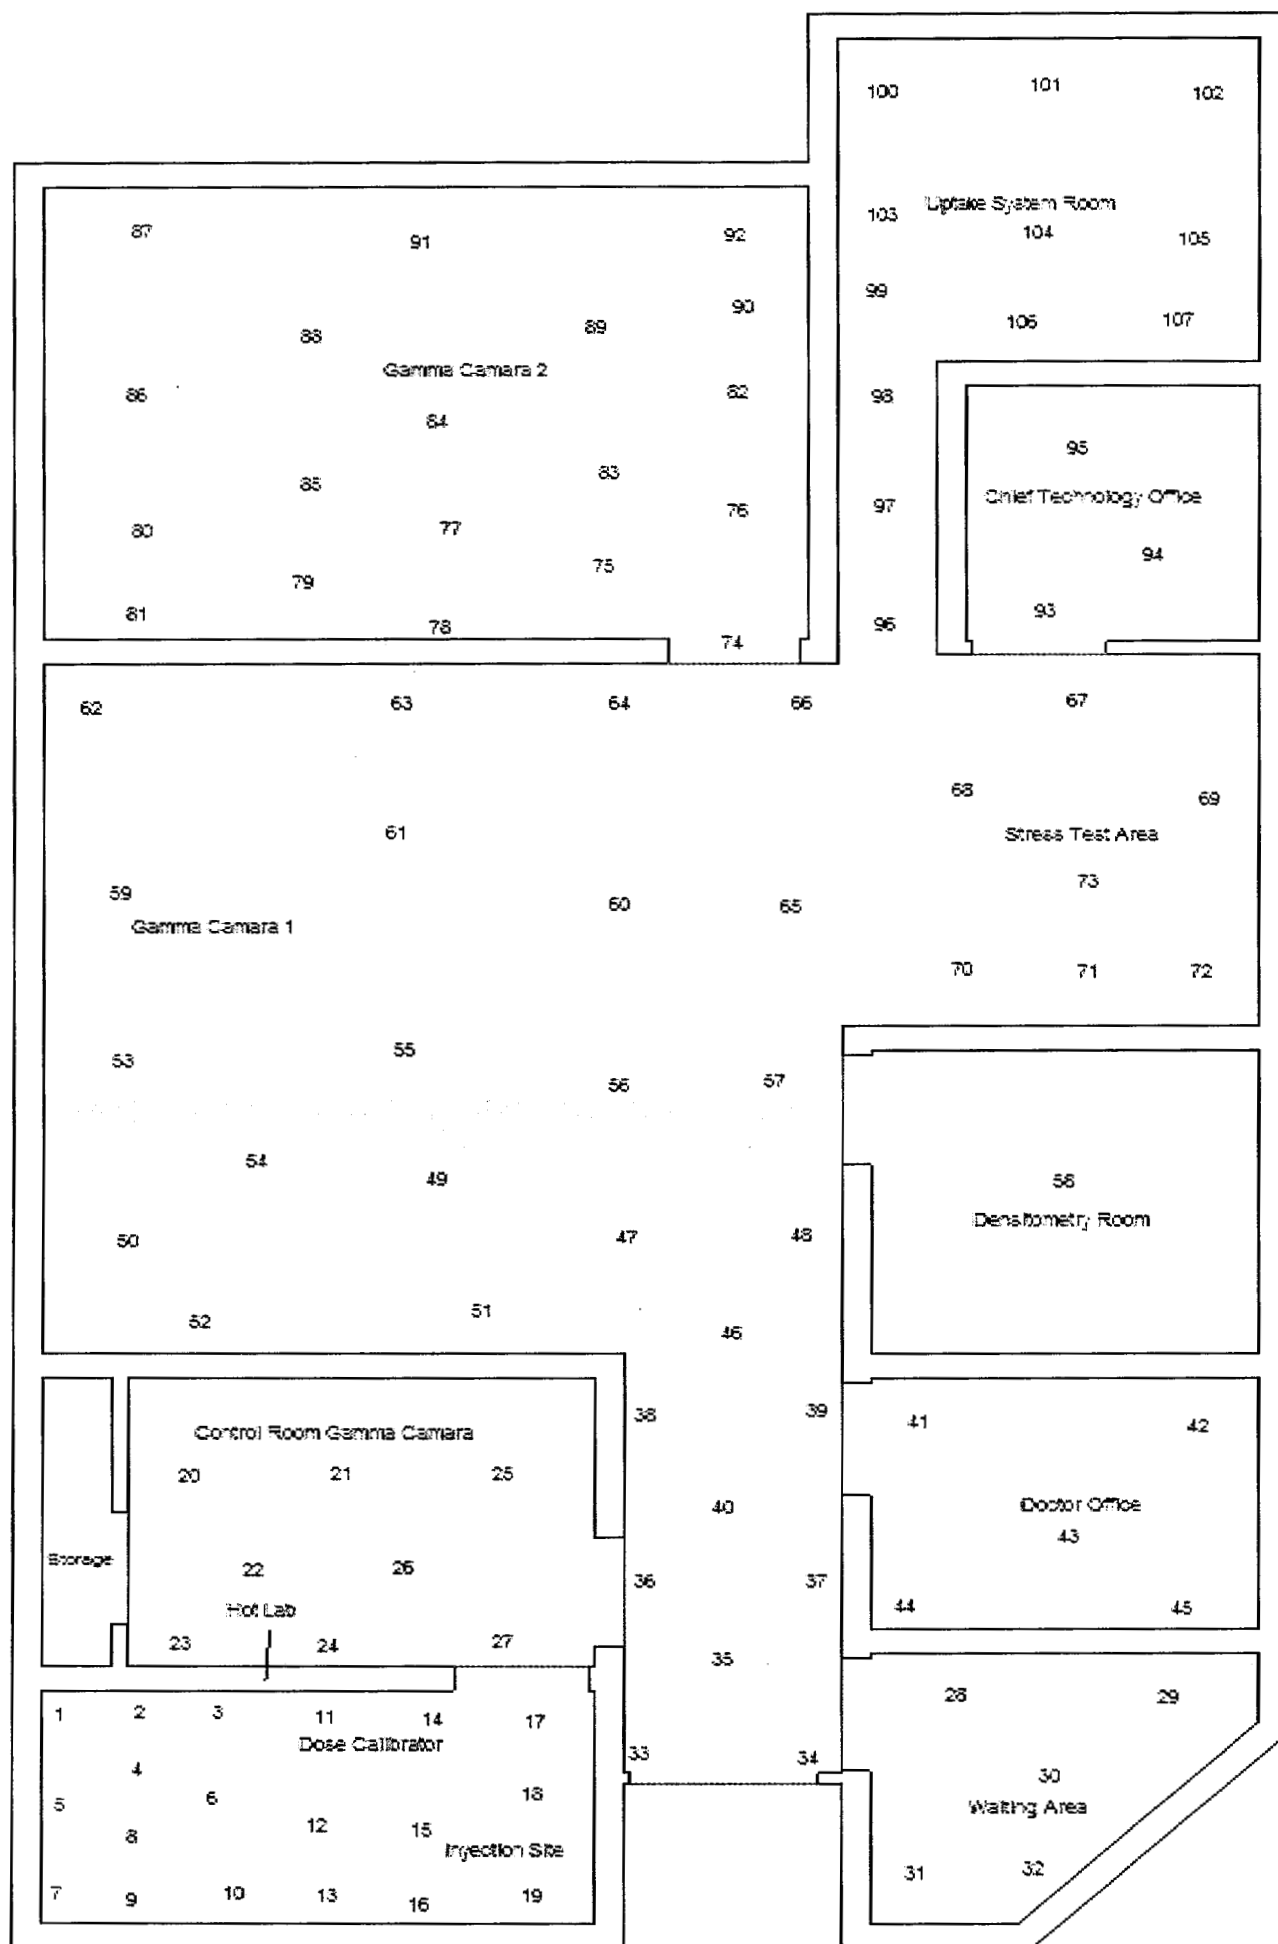 100 101 102
Uptake System Room
103 104 105
99 106 107
87 91 92
90
88 89
Gamma Camara 2
86 82
84
85 83
80 77 76
79 75
81 78 74
98
95
Chief Technology Office
97
94
93
96
62 63 64 66 67
68 69
61
Stress Test Area
73
59 60 65
Gamma Camara 1
70 71 72
53 55 56 57
54 49
58
Densitometry Room
50 47 48
52 51 46
38 39 41 42
Control Room Gamma Camara
20 21 25
40
Doctor Office
43
Storage
22 26 36 37
Hot Lab
44 45
23 24 27
35
28 29
1 2 3 11 14 17
Dose Calibrator
33 34
4
30
5 6 18
Waiting Area
8 12 15
Inyection Site
31 32
7 9 10 13 16 19